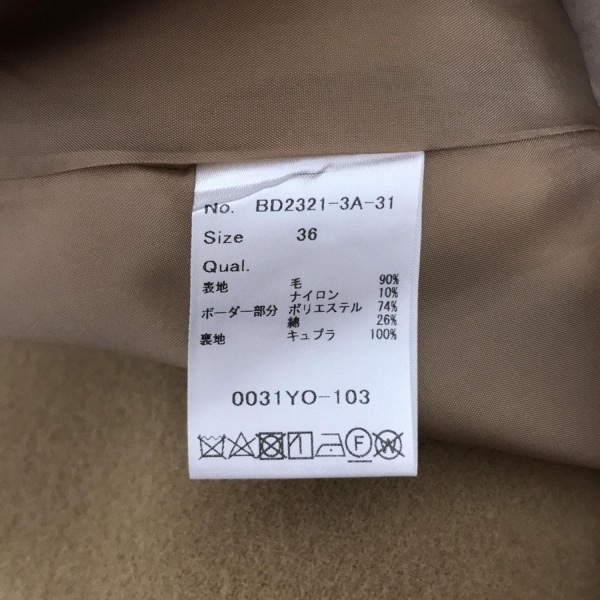 No. BD2321-3A-31
Size 36
Qual.
表地 毛 90%
ナイロン 10%
ボーダー部分 ポリエステル 74%
綿 26%
裏地 キュプラ 100%
0031YO-103
F W